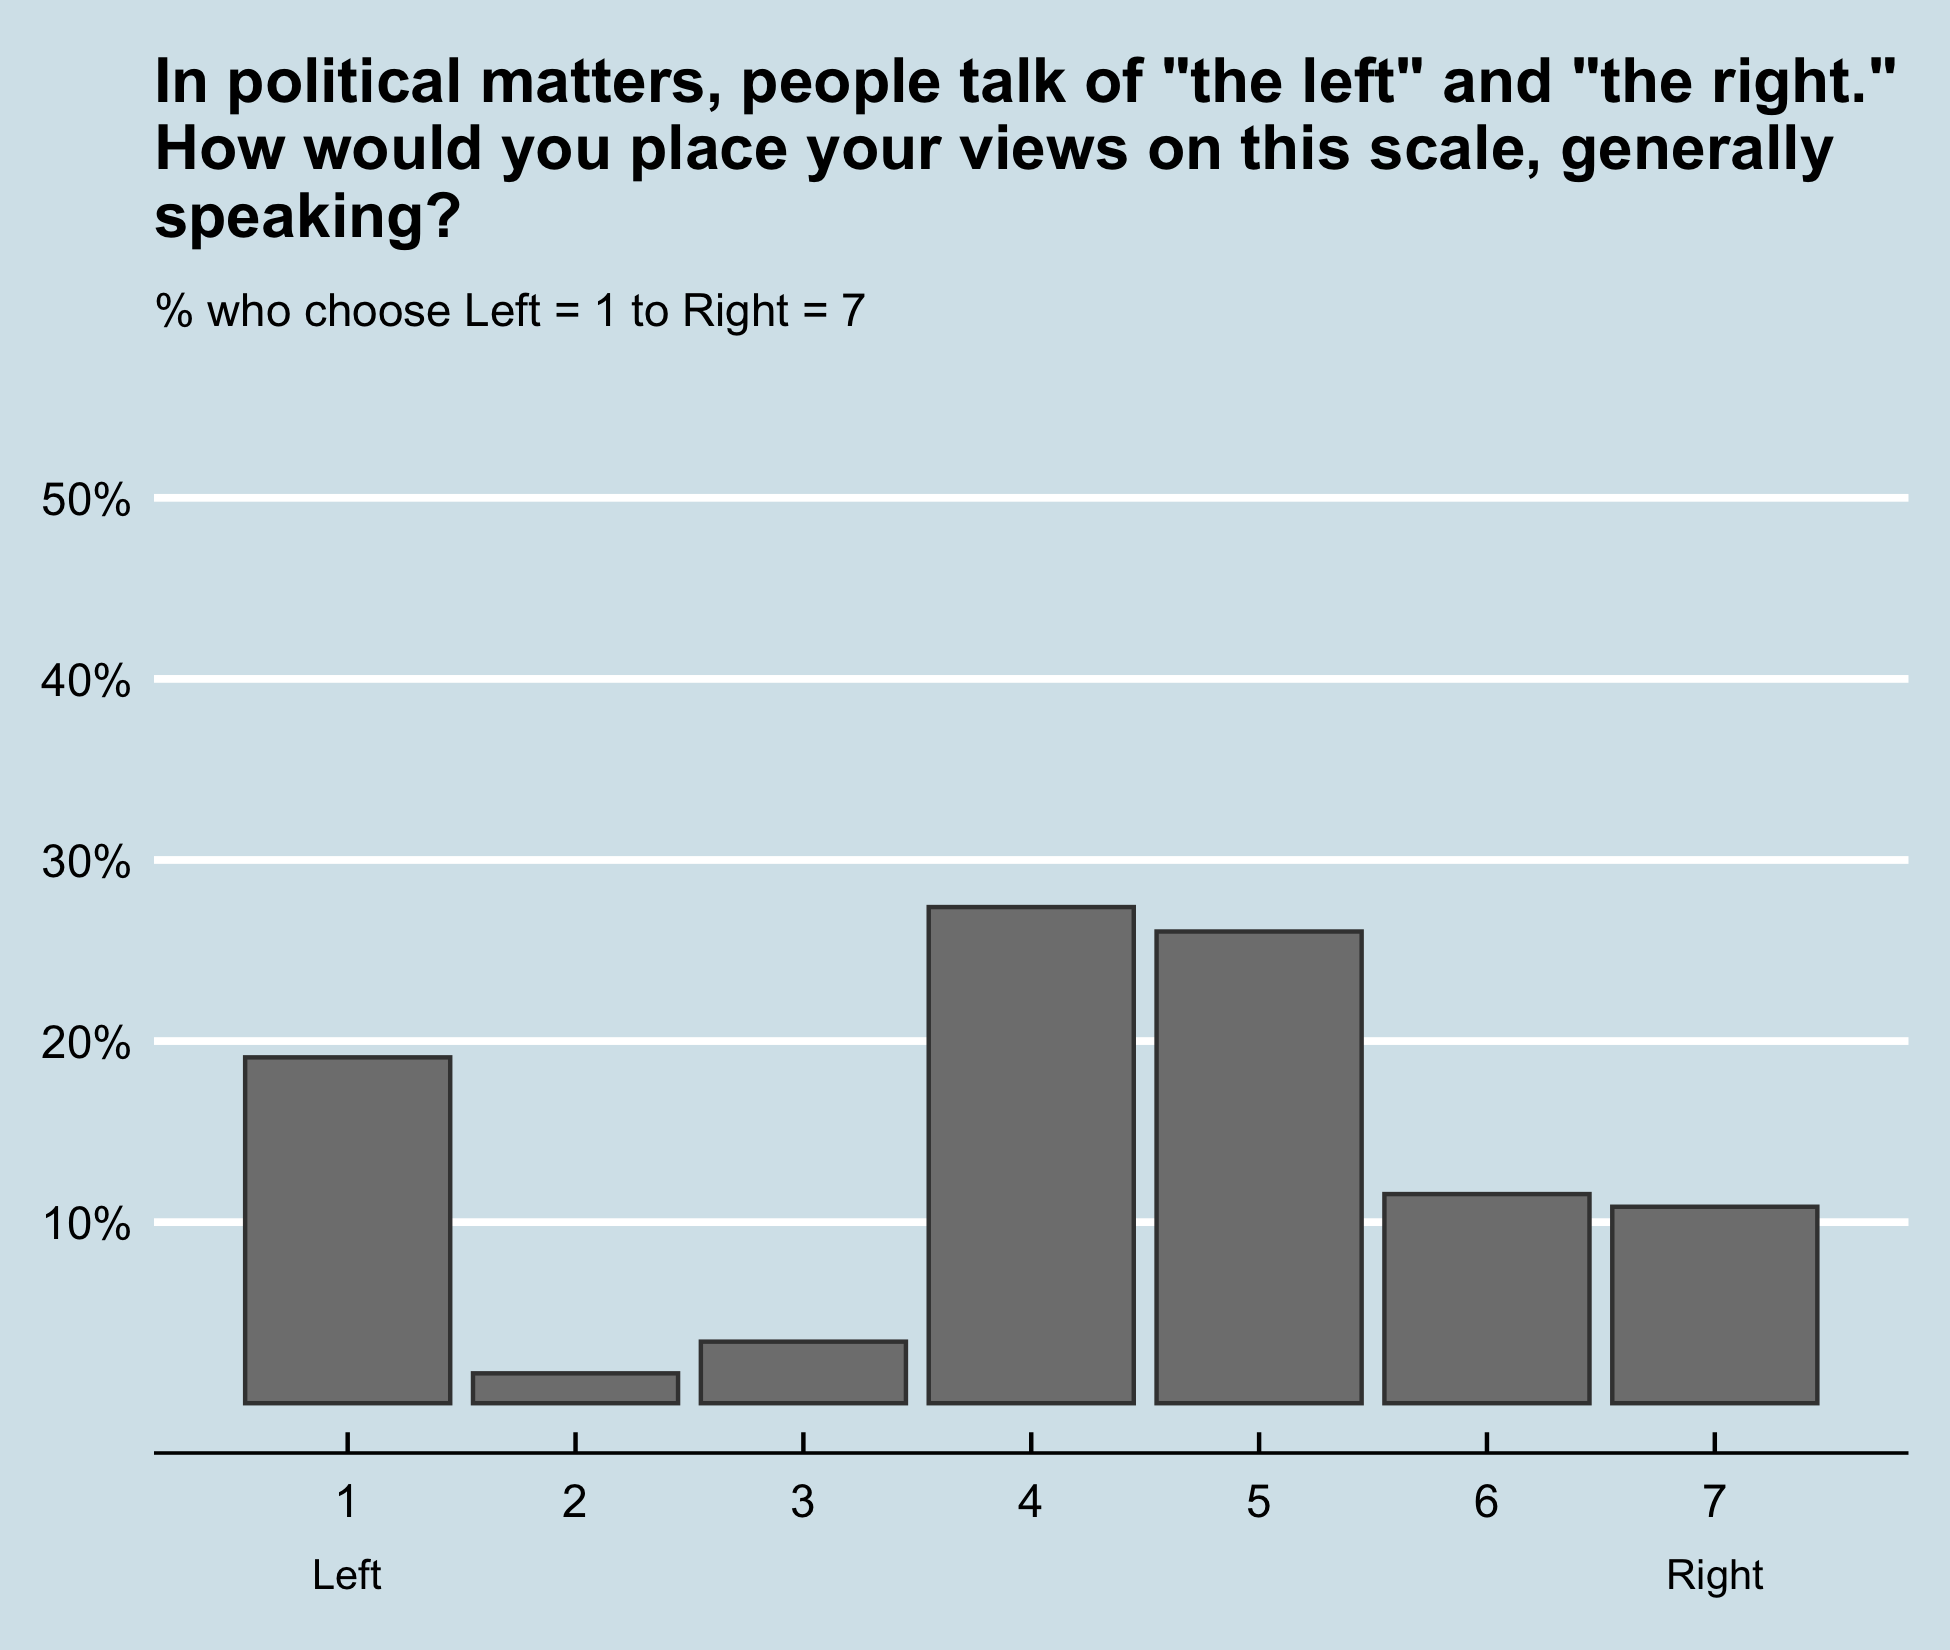 In political matters, people talk of "the left" and "the right."
How would you place your views on this scale, generally
speaking?
% who choose Left = 1 to Right = 7
50%
40%
30%
20%
10%
1 2 3 4 5 6 7
Left Right